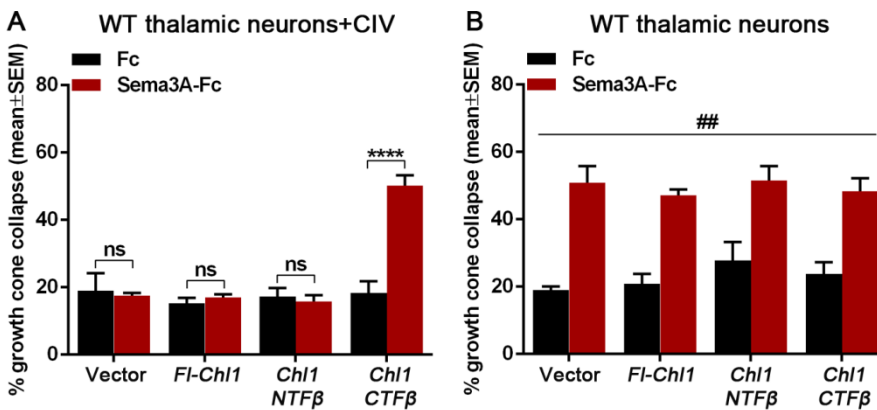 A
WT thalamic neurons+CIV
Fc
Sema3A-Fc
% growth cone collapse (mean±SEM)
80
60
40
20
0
ns
ns
ns
****
Vector
Fl-Chl1
Chl1
NTFβ
Chl1
CTFβ
B
WT thalamic neurons
Fc
Sema3A-Fc
% growth cone collapse (mean±SEM)
80
60
40
20
0
##
Vector
Fl-Chl1
Chl1
NTFβ
Chl1
CTFβ